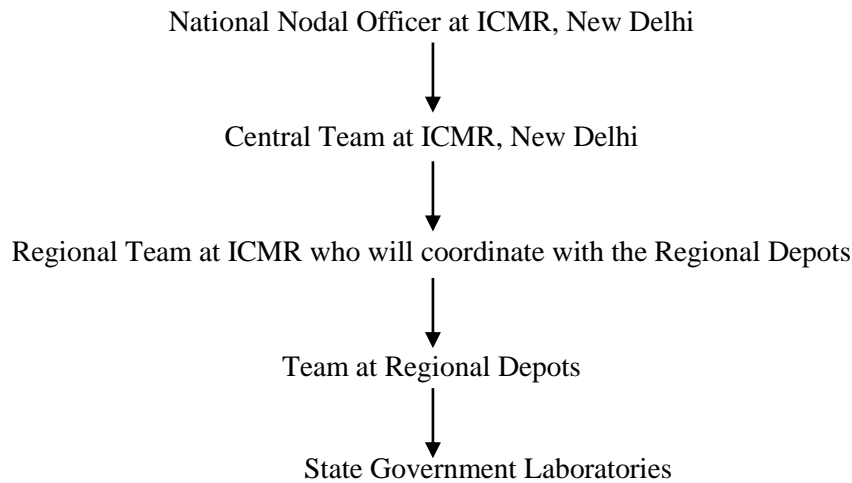 National Nodal Officer at ICMR, New Delhi
Central Team at ICMR, New Delhi
Regional Team at ICMR who will coordinate with the Regional Depots
Team at Regional Depots
State Government Laboratories